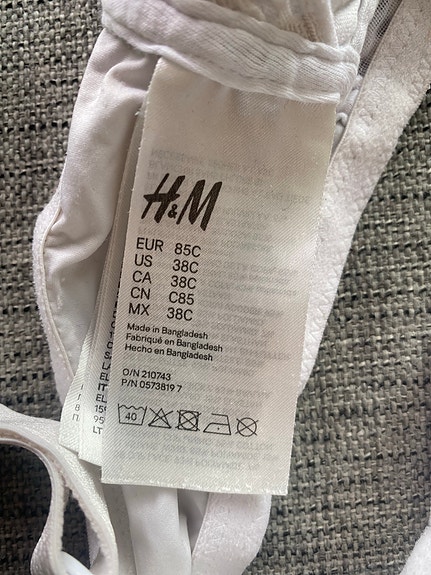 H&M
EUR 85C
US 38C
CA 38C
CN C85
MX 38C
Made in Bangladesh
Fabriqué en Bangladesh
Hecho en Bangladesh
O/N 210743
P/N 0573819 7
40